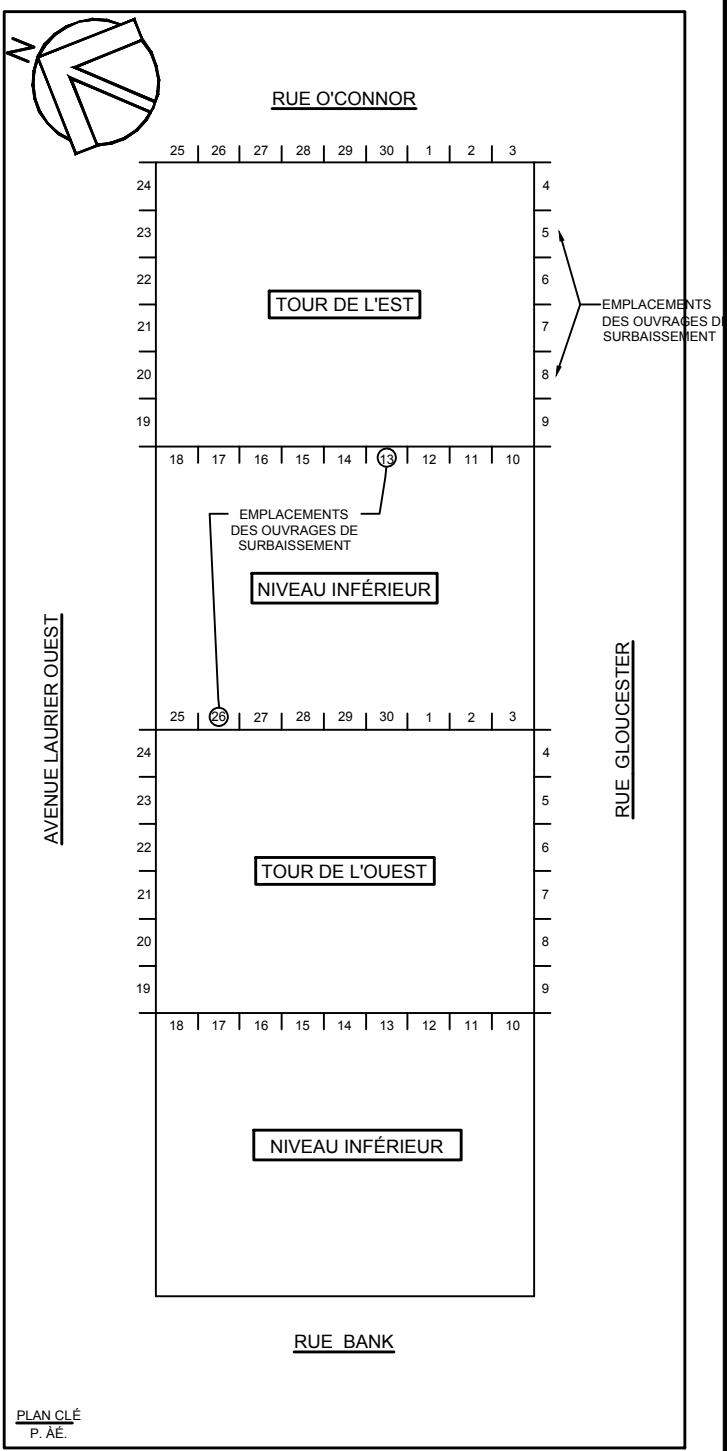 N
RUE O'CONNOR
25 26 27 28 29 30 1 2 3
24
4
23
5
22
6
TOUR DE L'EST
EMPLACEMENTS
DES OUVRAGES DE
SURBAISSEMENT
21
7
20
8
19
9
18 17 16 15 14 13 12 11 10
EMPLACEMENTS
DES OUVRAGES DE
SURBAISSEMENT
NIVEAU INFÉRIEUR
AVENUE LAURIER OUEST
RUE GLOUCESTER
25 26 27 28 29 30 1 2 3
24
4
23
5
22
6
TOUR DE L'OUEST
21
7
20
8
19
9
18 17 16 15 14 13 12 11 10
NIVEAU INFÉRIEUR
RUE BANK
PLAN CLÉ
P. ÀÉ.